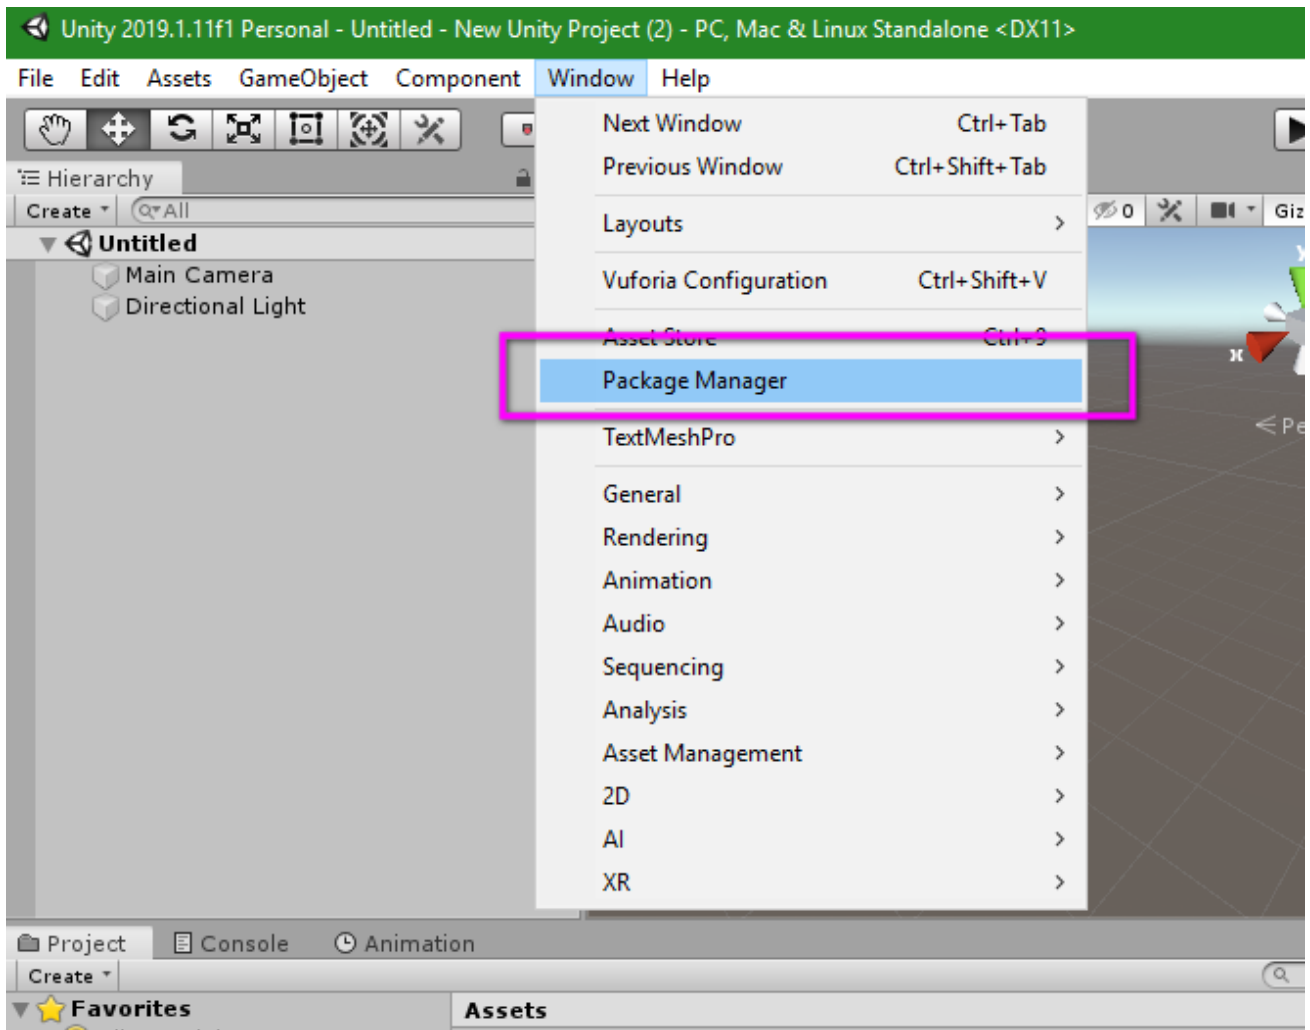 Unity 2019.1.11f1 Personal - Untitled - New Unity Project (2) - PC, Mac & Linux Standalone <DX11>
File Edit Assets GameObject Component Window Help
Next Window Ctrl+Tab
Previous Window Ctrl+Shift+Tab
Hierarchy
Create All
Layouts
0 Giz
Untitled
Main Camera
Directional Light
Vuforia Configuration Ctrl+Shift+V
y
Asset Store Ctrl+9
x
Package Manager
TextMeshPro
< Pe
General
Rendering
Animation
Audio
Sequencing
Analysis
Asset Management
2D
AI
XR
Project Console Animation
Create
Favorites
Assets